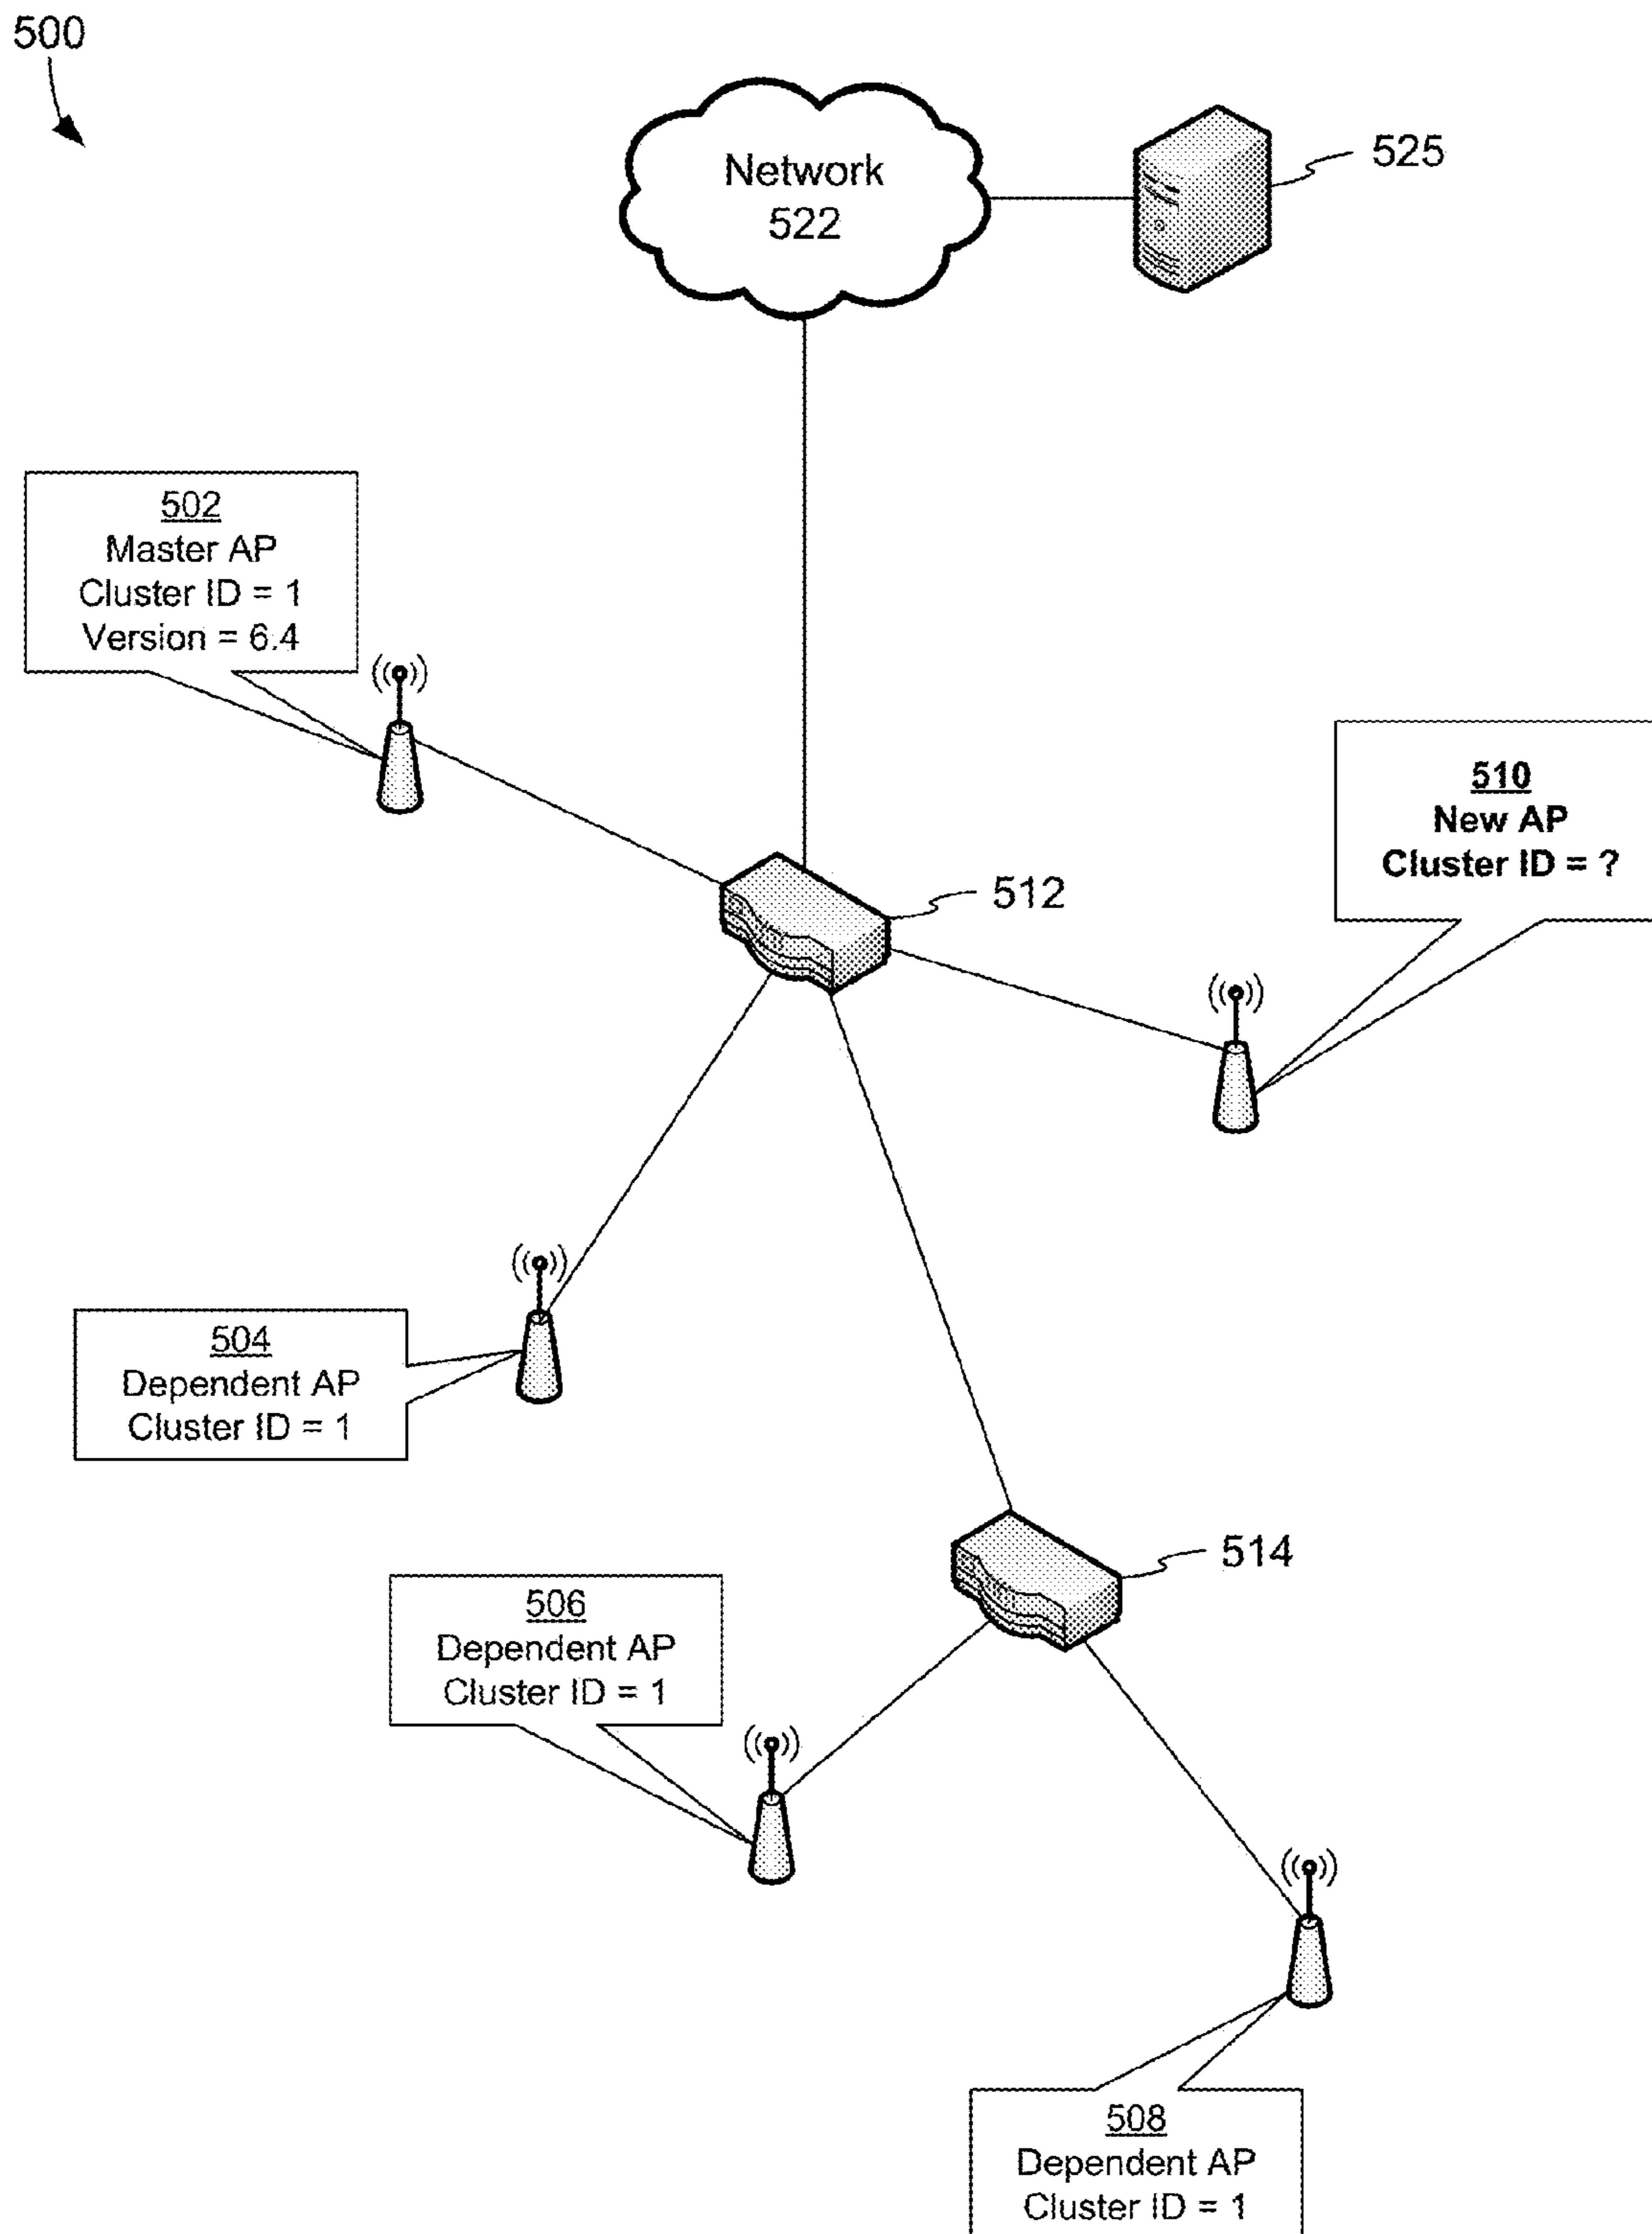 500
Network
522
525
502
Master AP
Cluster ID = 1
Version = 6.4
510
New AP
Cluster ID = ?
512
504
Dependent AP
Cluster ID = 1
514
506
Dependent AP
Cluster ID = 1
508
Dependent AP
Cluster ID = 1